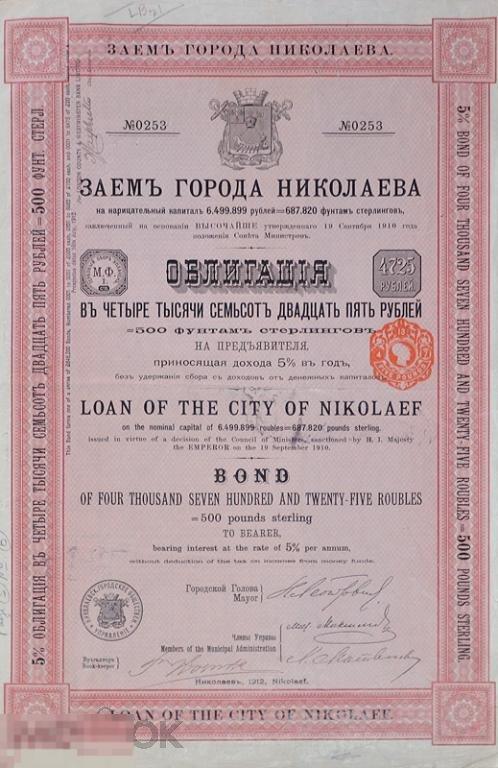 ЗАЕМЪ ГОРОДА НИКОЛАЕВА.
№0253
№0253
ЗАЕМЪ ГОРОДА НИКОЛАЕВА
на нарицательный капиталъ 6.499.899 рублей=687.820 фунтамъ стерлинговъ,
заключенный на основаніи ВЫСОЧАЙШЕ утвержденнаго 19 Сентября 1910 года
положенія Совѣта Министровъ.
М.Ф.
ОБЛИГАЦІЯ
4725
РУБЛЕЙ
ВЪ ЧЕТЫРЕ ТЫСЯЧИ СЕМЬСОТЪ ДВАДЦАТЬ ПЯТЬ РУБЛЕЙ
=500 ФУНТАМЪ СТЕРЛИНГОВЪ
НА ПРЕДЪЯВИТЕЛЯ,
приносящая дохода 5% въ годъ,
безъ удержанія сбора съ доходовъ отъ денежныхъ капиталовъ
LOAN OF THE CITY OF NIKOLAEF
on the nominal capital of 6.499.899 roubles=687.820 pounds sterling.
issued in virtue of a decision of the Council of Ministers, sanctioned by H. I. Majesty
the EMPEROR on the 19 September 1910.
BOND
OF FOUR THOUSAND SEVEN HUNDRED AND TWENTY-FIVE ROUBLES
=500 pounds sterling
TO BEARER,
bearing interest at the rate of 5% per annum,
without deduction of the tax on incomes from money funds.
Городской Голова
Mayor
Члены Управы
Members of the Municipal Administration
Бухгалтеръ
Book-keeper
Николаевъ, 1912, Nikolaef.
LOAN OF THE CITY OF NIKOLAEF.
5% ОБЛИГАЦІЯ ВЪ ЧЕТЫРЕ ТЫСЯЧИ СЕМЬСОТЪ ДВАДЦАТЬ ПЯТЬ РУБЛЕЙ=500 ФУНТ. СТЕРЛ.
5% BOND OF FOUR THOUSAND SEVEN HUNDRED AND TWENTY-FIVE ROUBLES=500 POUNDS STERLING